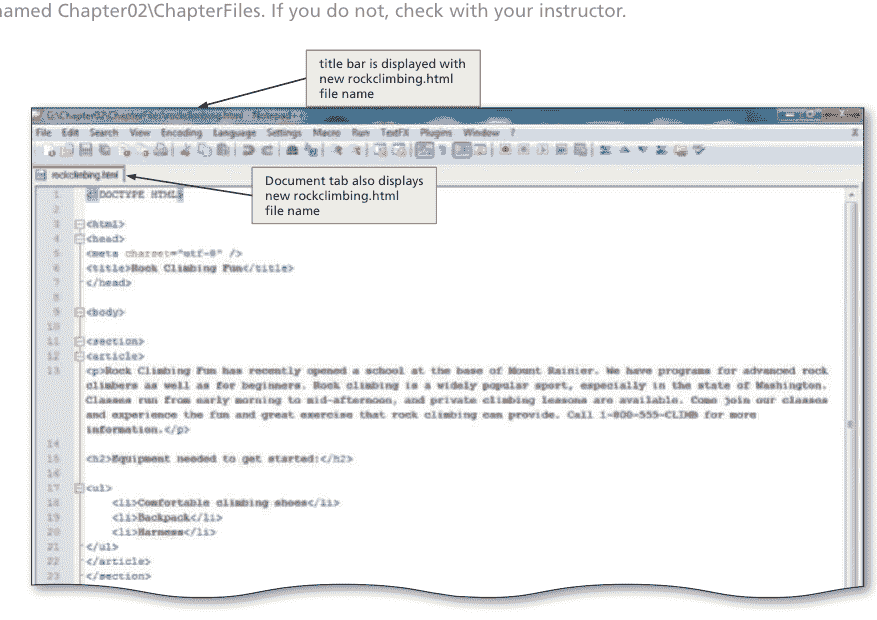 named Chapter02\ChapterFiles. If you do not, check with your instructor.
title bar is displayed with
new rockclimbing.html
file name
G:\Chapter02\ChapterFiles\rockclimbing.html - Notepad++
File Edit Search View Encoding Language Settings Macro Run TextFX Plugins Window ?
X
rockclimbing.html
Document tab also displays
new rockclimbing.html
file name
1 <!DOCTYPE HTML>
2
3 <html>
4 <head>
5 <meta charset="utf-8" />
6 <title>Rock Climbing Fun</title>
7 </head>
8
9 <body>
10
11 <section>
12 <article>
13 <p>Rock Climbing Fun has recently opened a school at the base of Mount Rainier. We have programs for advanced rock
climbers as well as for beginners. Rock climbing is a widely popular sport, especially in the state of Washington.
Classes run from early morning to mid-afternoon, and private climbing lessons are available. Come join our classes
and experience the fun and great exercise that rock climbing can provide. Call 1-800-555-CLIMB for more
information.</p>
14
15 <h2>Equipment needed to get started:</h2>
16
17 <ul>
18 <li>Comfortable climbing shoes</li>
19 <li>Backpack</li>
20 <li>Harness</li>
21 </ul>
22 </article>
23 </section>